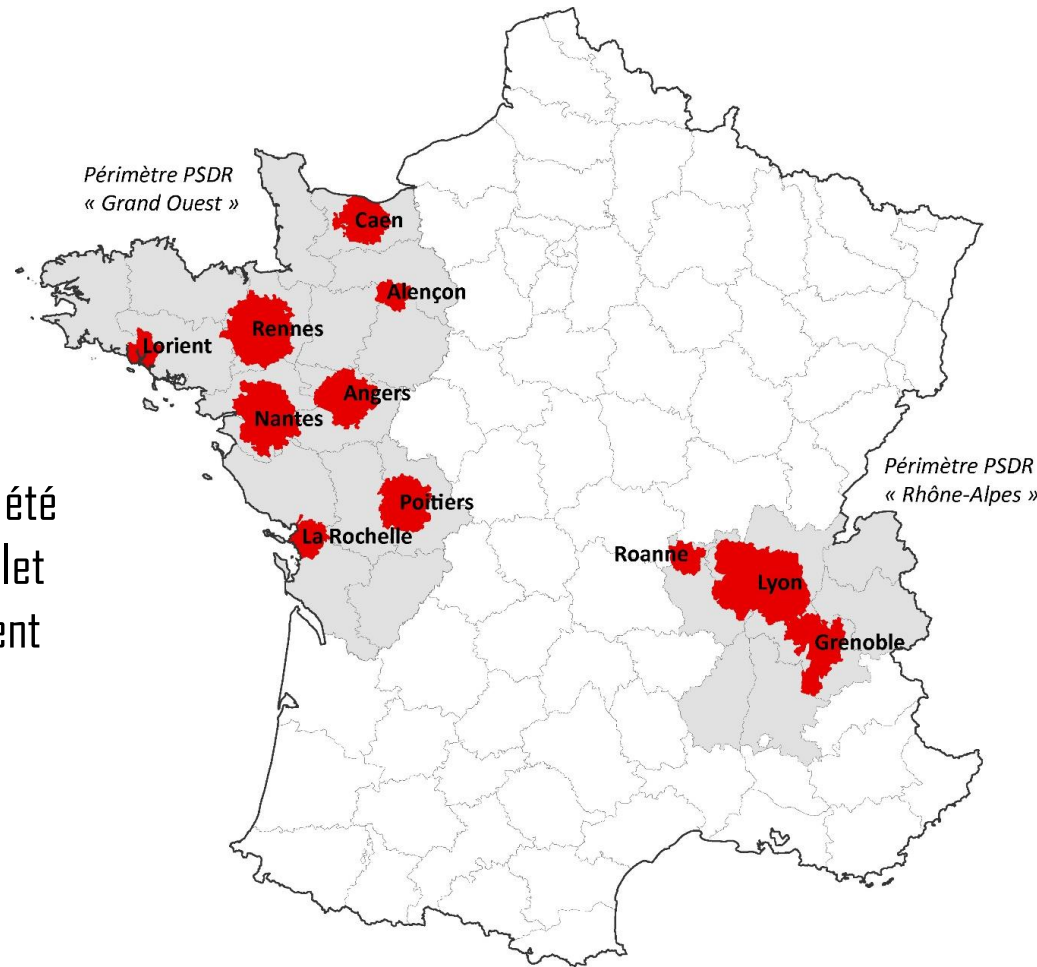 Périmètre PSDR
« Grand Ouest »
Caen
Alençon
Rennes
Lorient
Angers
Nantes
Poitiers
La Rochelle
Périmètre PSDR
« Rhône-Alpes »
Roanne
Lyon
Grenoble
été
let
ent